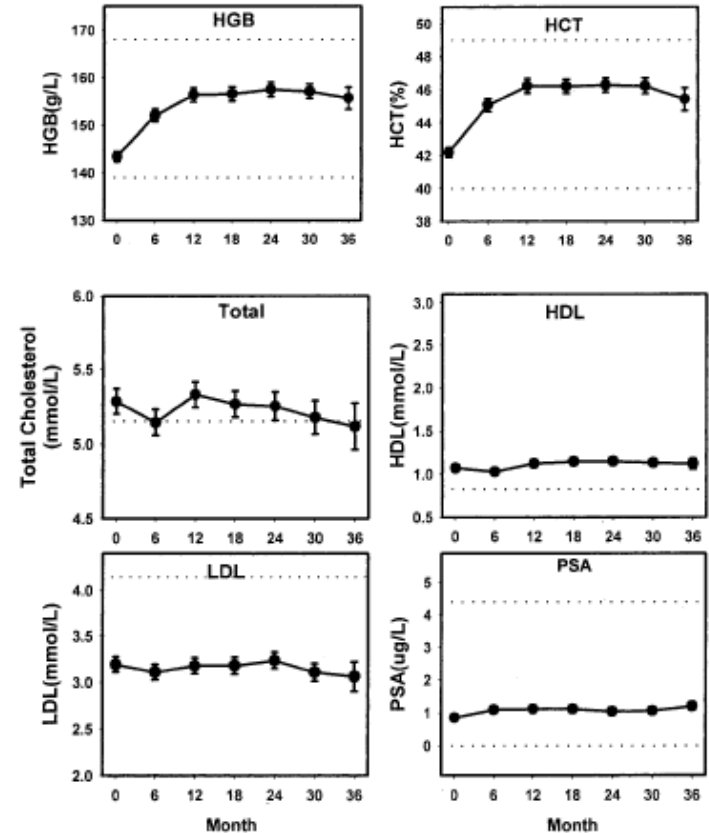 HGB
HGB(g/L)
170
160
150
140
130
0 6 12 18 24 30 36
HCT
HCT(%)
50
48
46
44
42
40
38
0 6 12 18 24 30 36
Total
Total Cholesterol
(mmol/L)
6.0
5.5
5.0
4.5
0 6 12 18 24 30 36
HDL
HDL(mmol/L)
3.0
2.5
2.0
1.5
1.0
0.5
0 6 12 18 24 30 36
LDL
LDL(mmol/L)
4.0
3.5
3.0
2.5
2.0
0 6 12 18 24 30 36
Month
PSA
PSA(ug/L)
5
4
3
2
1
0
0 6 12 18 24 30 36
Month